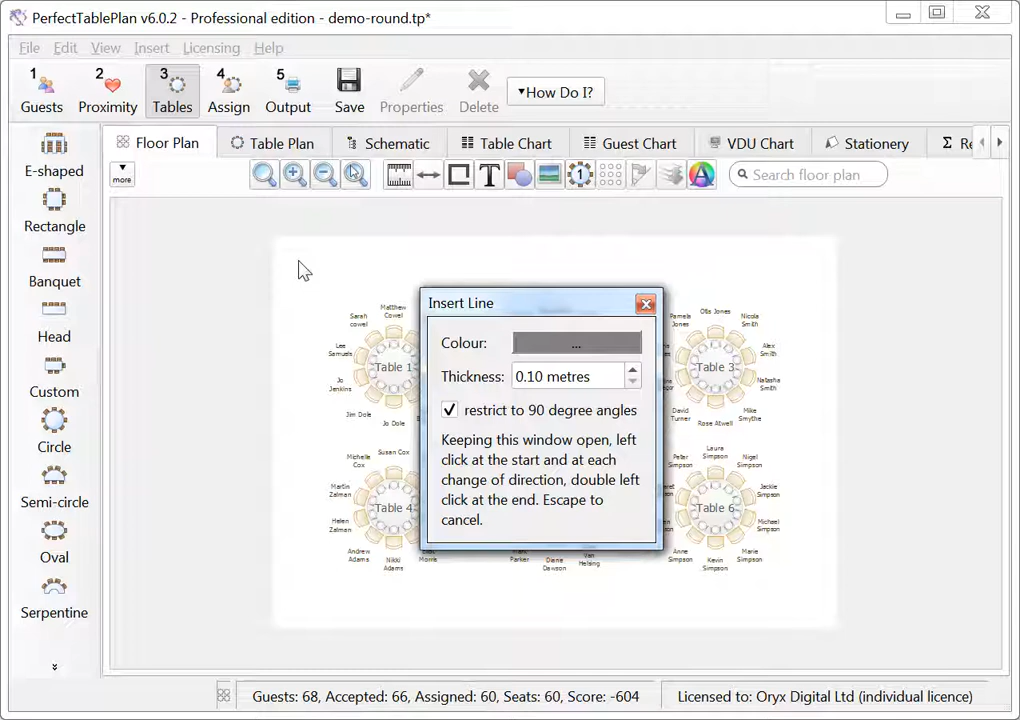 PerfectTablePlan v6.0.2 - Professional edition - demo-round.tp*
File Edit View Insert Licensing Help
1 2 3 4 5
Guests Proximity Tables Assign Output Save Properties Delete ▾How Do I?
Floor Plan Table Plan Schematic Table Chart Guest Chart VDU Chart Stationery Σ Re
more
T 1 A Search floor plan
E-shaped
Rectangle
Banquet
Head
Custom
Circle
Semi-circle
Oval
Serpentine
Insert Line
Colour: ...
Thickness: 0.10 metres
restrict to 90 degree angles
Keeping this window open, left
click at the start and at each
change of direction, double left
click at the end. Escape to
cancel.
Matthew
Cowel
Sarah
cowel
Lee
Samuels
Table 1
Jo
Jenkins
Jim Dole
Jo Dole
Pamela
Jones
Otis Jones
Nicola
Smith
Alex
Smith
Table 3
Natasha
Smith
David
Turner
Rose Atwell
Mike
Smythe
Michelle
Cox
Susan Cox
Martin
Zalman
Table 4
Helen
Zalman
Andrew
Adams
Nikki
Adams
Morris
Parker
Diane
Dawson
Van
Helsing
Peter
Simpson
Laura
Simpson
Nigel
Simpson
Jackie
Simpson
Table 6
Michael
Simpson
Anne
Simpson
Kevin
Simpson
Marie
Simpson
Guests: 68, Accepted: 66, Assigned: 60, Seats: 60, Score: -604
Licensed to: Oryx Digital Ltd (individual licence)